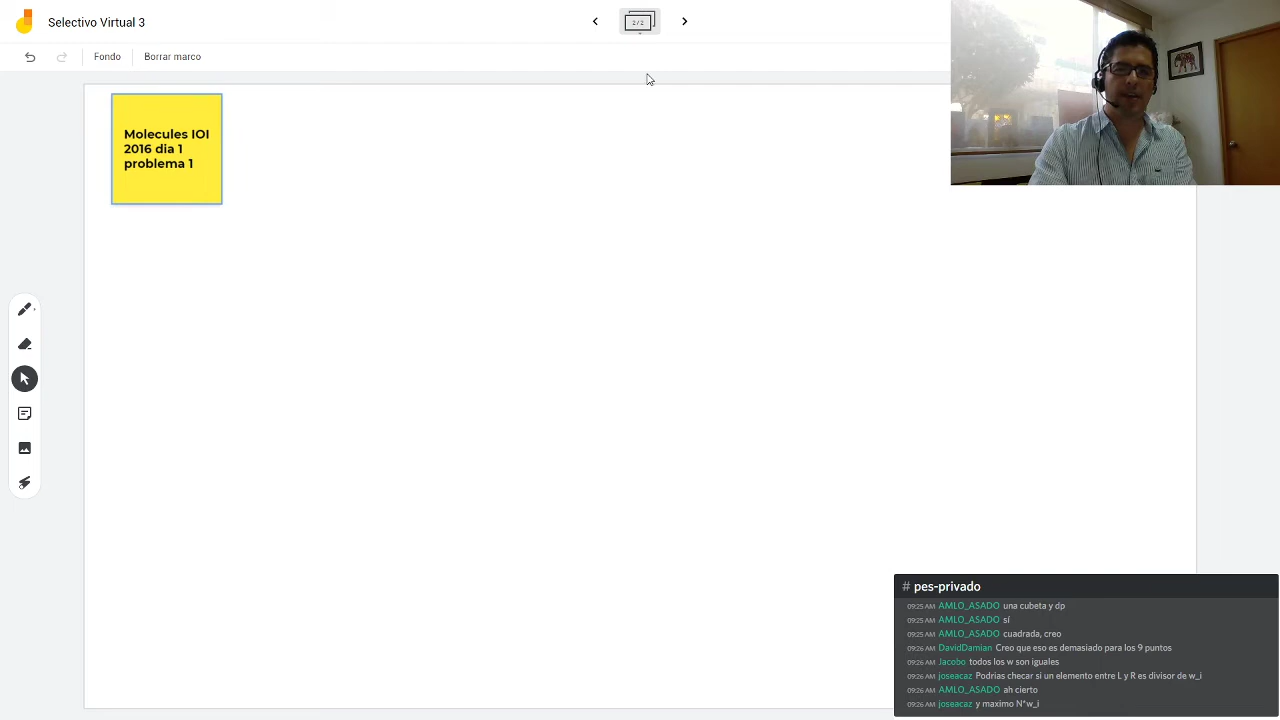 Selectivo Virtual 3
2 / 2
Fondo
Borrar marco
Molecules IOI
2016 dia 1
problema 1
# pes-privado
09:25 AM AMLO_ASADO una cubeta y dp
09:25 AM AMLO_ASADO sí
09:25 AM AMLO_ASADO cuadrada, creo
09:26 AM DavidDamian Creo que eso es demasiado para los 9 puntos
09:26 AM Jacobo todos los w son iguales
09:26 AM joseacaz Podrias checar si un elemento entre L y R es divisor de w_i
09:26 AM AMLO_ASADO ah cierto
09:26 AM joseacaz y maximo N*w_i